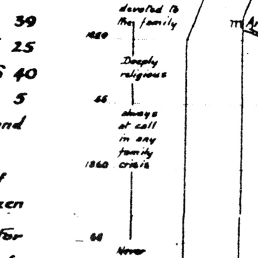 39
25
40
5
and
f
zen
For
devoted to
the family
1850
Deeply
religious
55
always
at call
in any
family
1860 crisis
68
Never
m